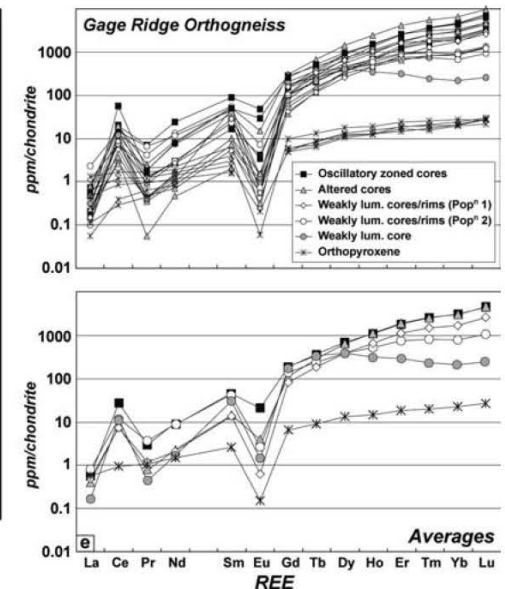 Gage Ridge Orthogneiss
ppm/chondrite
1000
100
10
1
0.1
0.01
Oscillatory zoned cores
Altered cores
Weakly lum. cores/rims (Popⁿ 1)
Weakly lum. cores/rims (Popⁿ 2)
Weakly lum. core
Orthopyroxene
ppm/chondrite
1000
100
10
1
0.1
0.01
e
Averages
La Ce Pr Nd Sm Eu Gd Tb Dy Ho Er Tm Yb Lu
REE